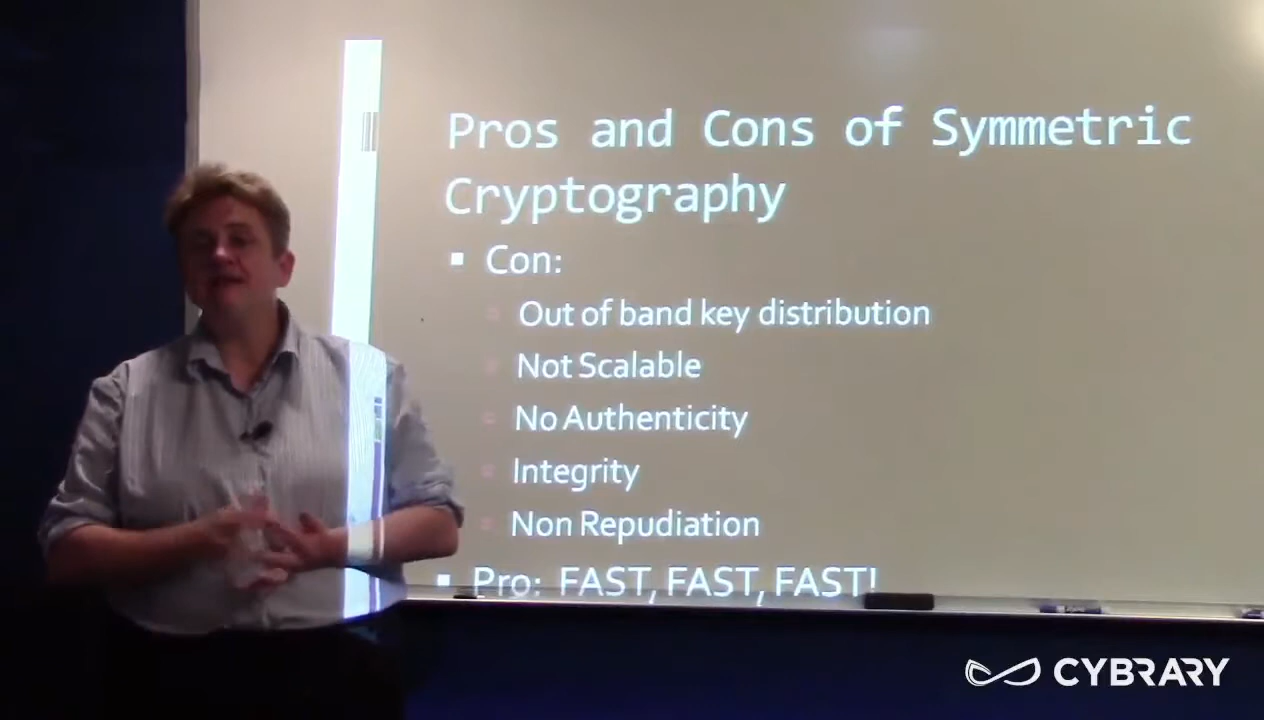 Pros and Cons of Symmetric
Cryptography
Con:
Out of band key distribution
Not Scalable
No Authenticity
Integrity
Non Repudiation
Pro: FAST, FAST, FAST!
CYBRARY